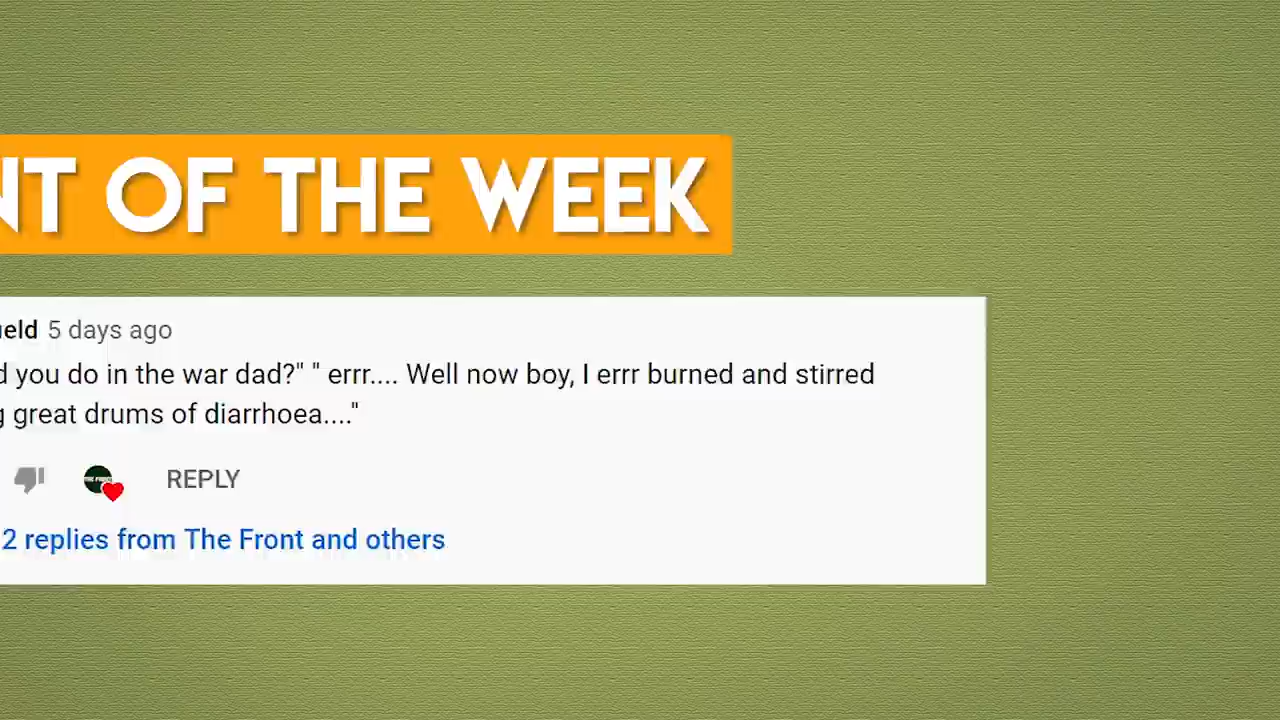 NT OF THE WEEK
ield 5 days ago
d you do in the war dad?" " errr.... Well now boy, I errr burned and stirred
g great drums of diarrhoea...."
REPLY
2 replies from The Front and others